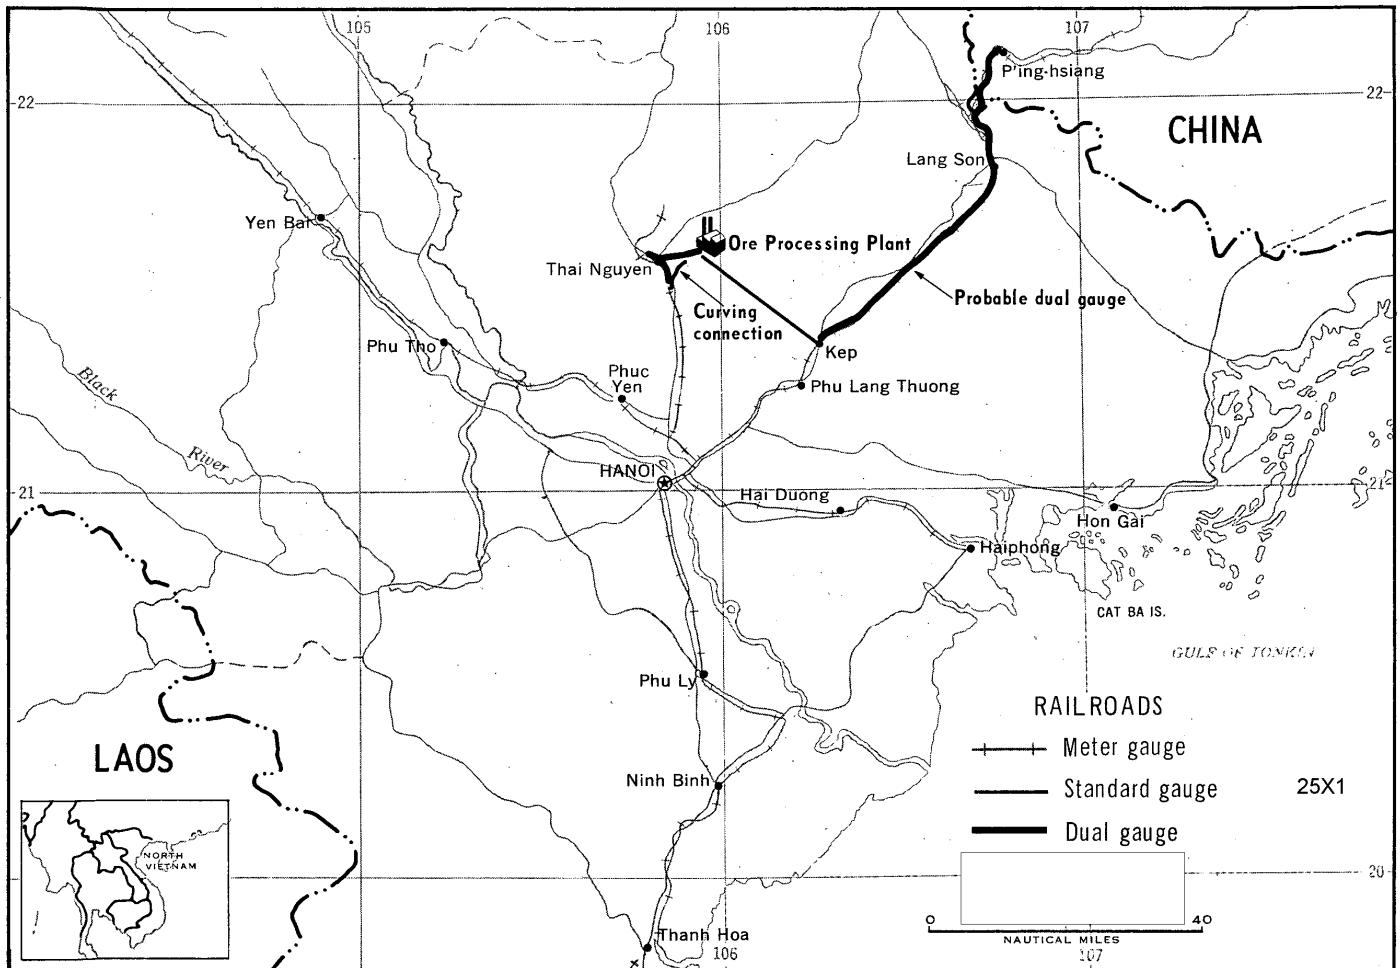 105
106
107
P'ing-hsiang
22
22
CHINA
Lang Son
Yen Bai
Ore Processing Plant
Thai Nguyen
Probable dual gauge
Curving
connection
Phu Tho
Kep
Phuc
Yen
Phu Lang Thuong
Black
River
HANOI
21
21
Hai Duong
Hon Gai
Haiphong
CAT BA IS.
GULF OF TONKIN
Phu Ly
RAILROADS
Meter gauge
LAOS
Ninh Binh
Standard gauge
25X1
Dual gauge
NORTH
VIETNAM
20
0
40
NAUTICAL MILES
Thanh Hoa
106
107